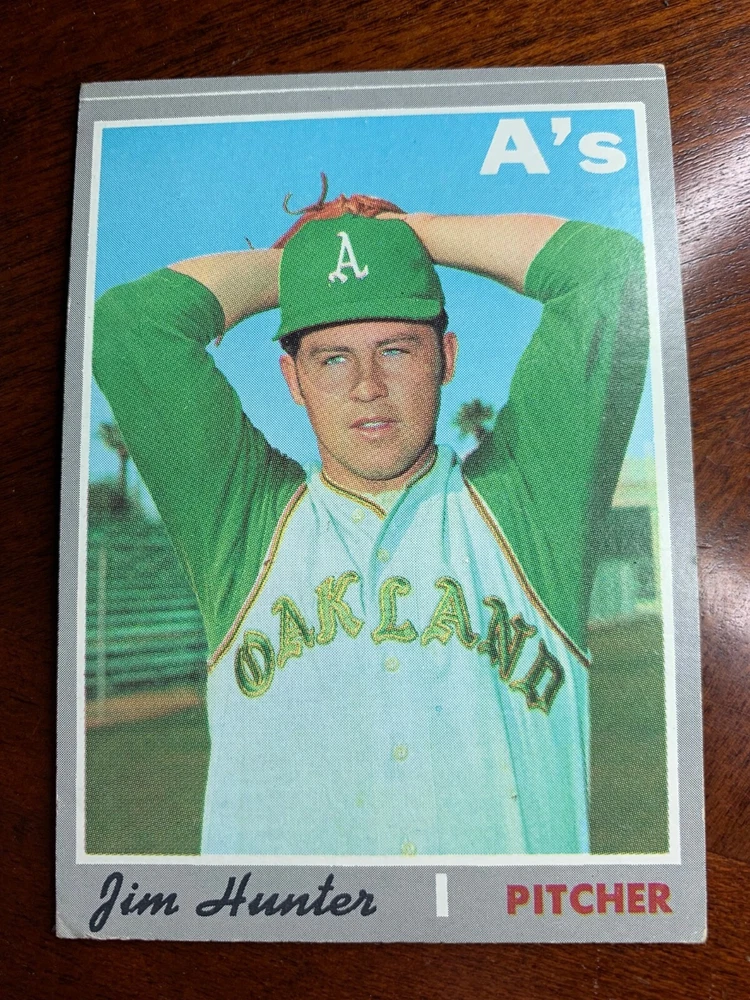 A's
A
OAKLAND
Jim Hunter | PITCHER